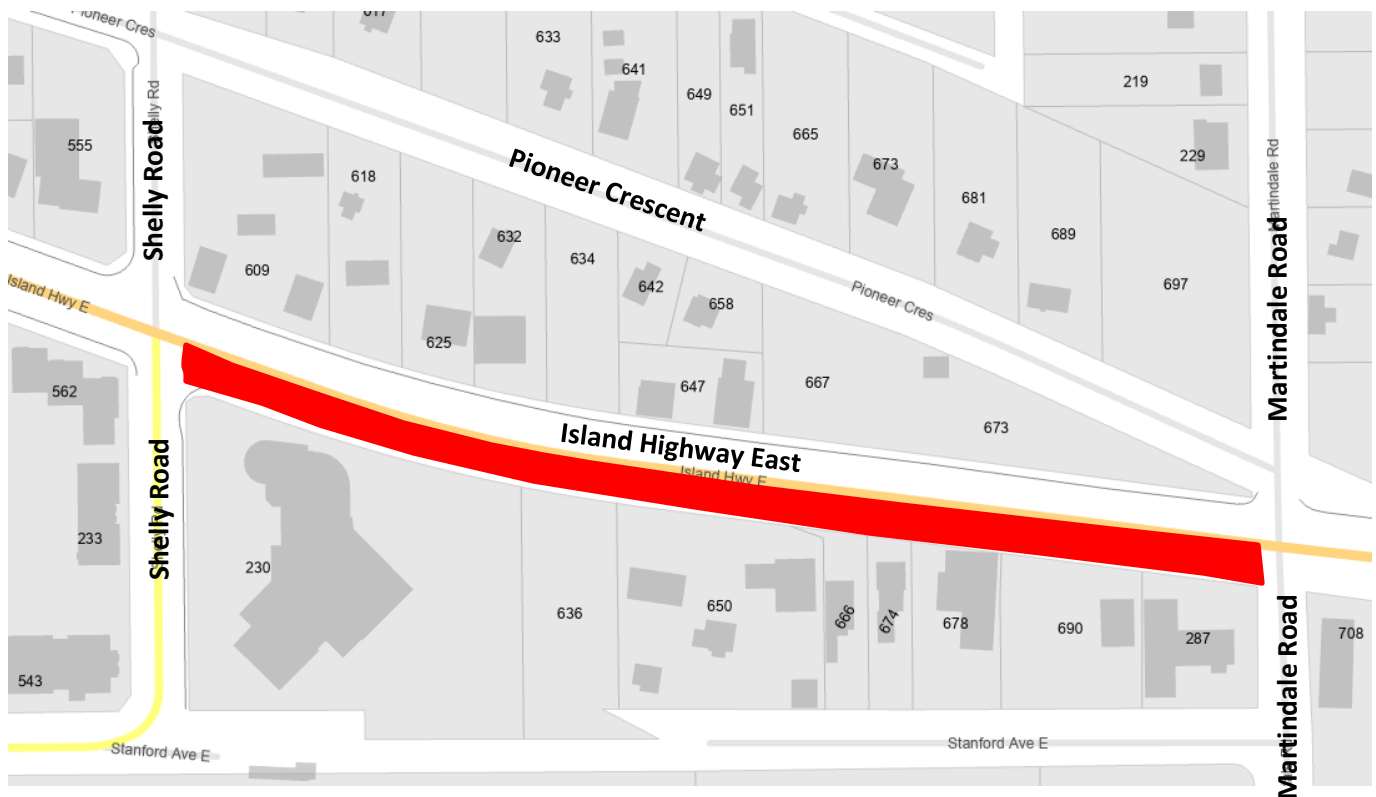 Pioneer Cres
617
633
641
649
651
665
673
681
689
697
219
229
555
Shelly Rd
Shelly Road
Pioneer Crescent
Martindale Rd
Martindale Road
618
609
632
634
642
658
625
647
667
673
Pioneer Cres
Island Hwy E
Island Highway East
Island Hwy E
562
233
543
Shelly Road
230
636
650
666
674
678
690
287
708
Martindale Road
Stanford Ave E
Stanford Ave E